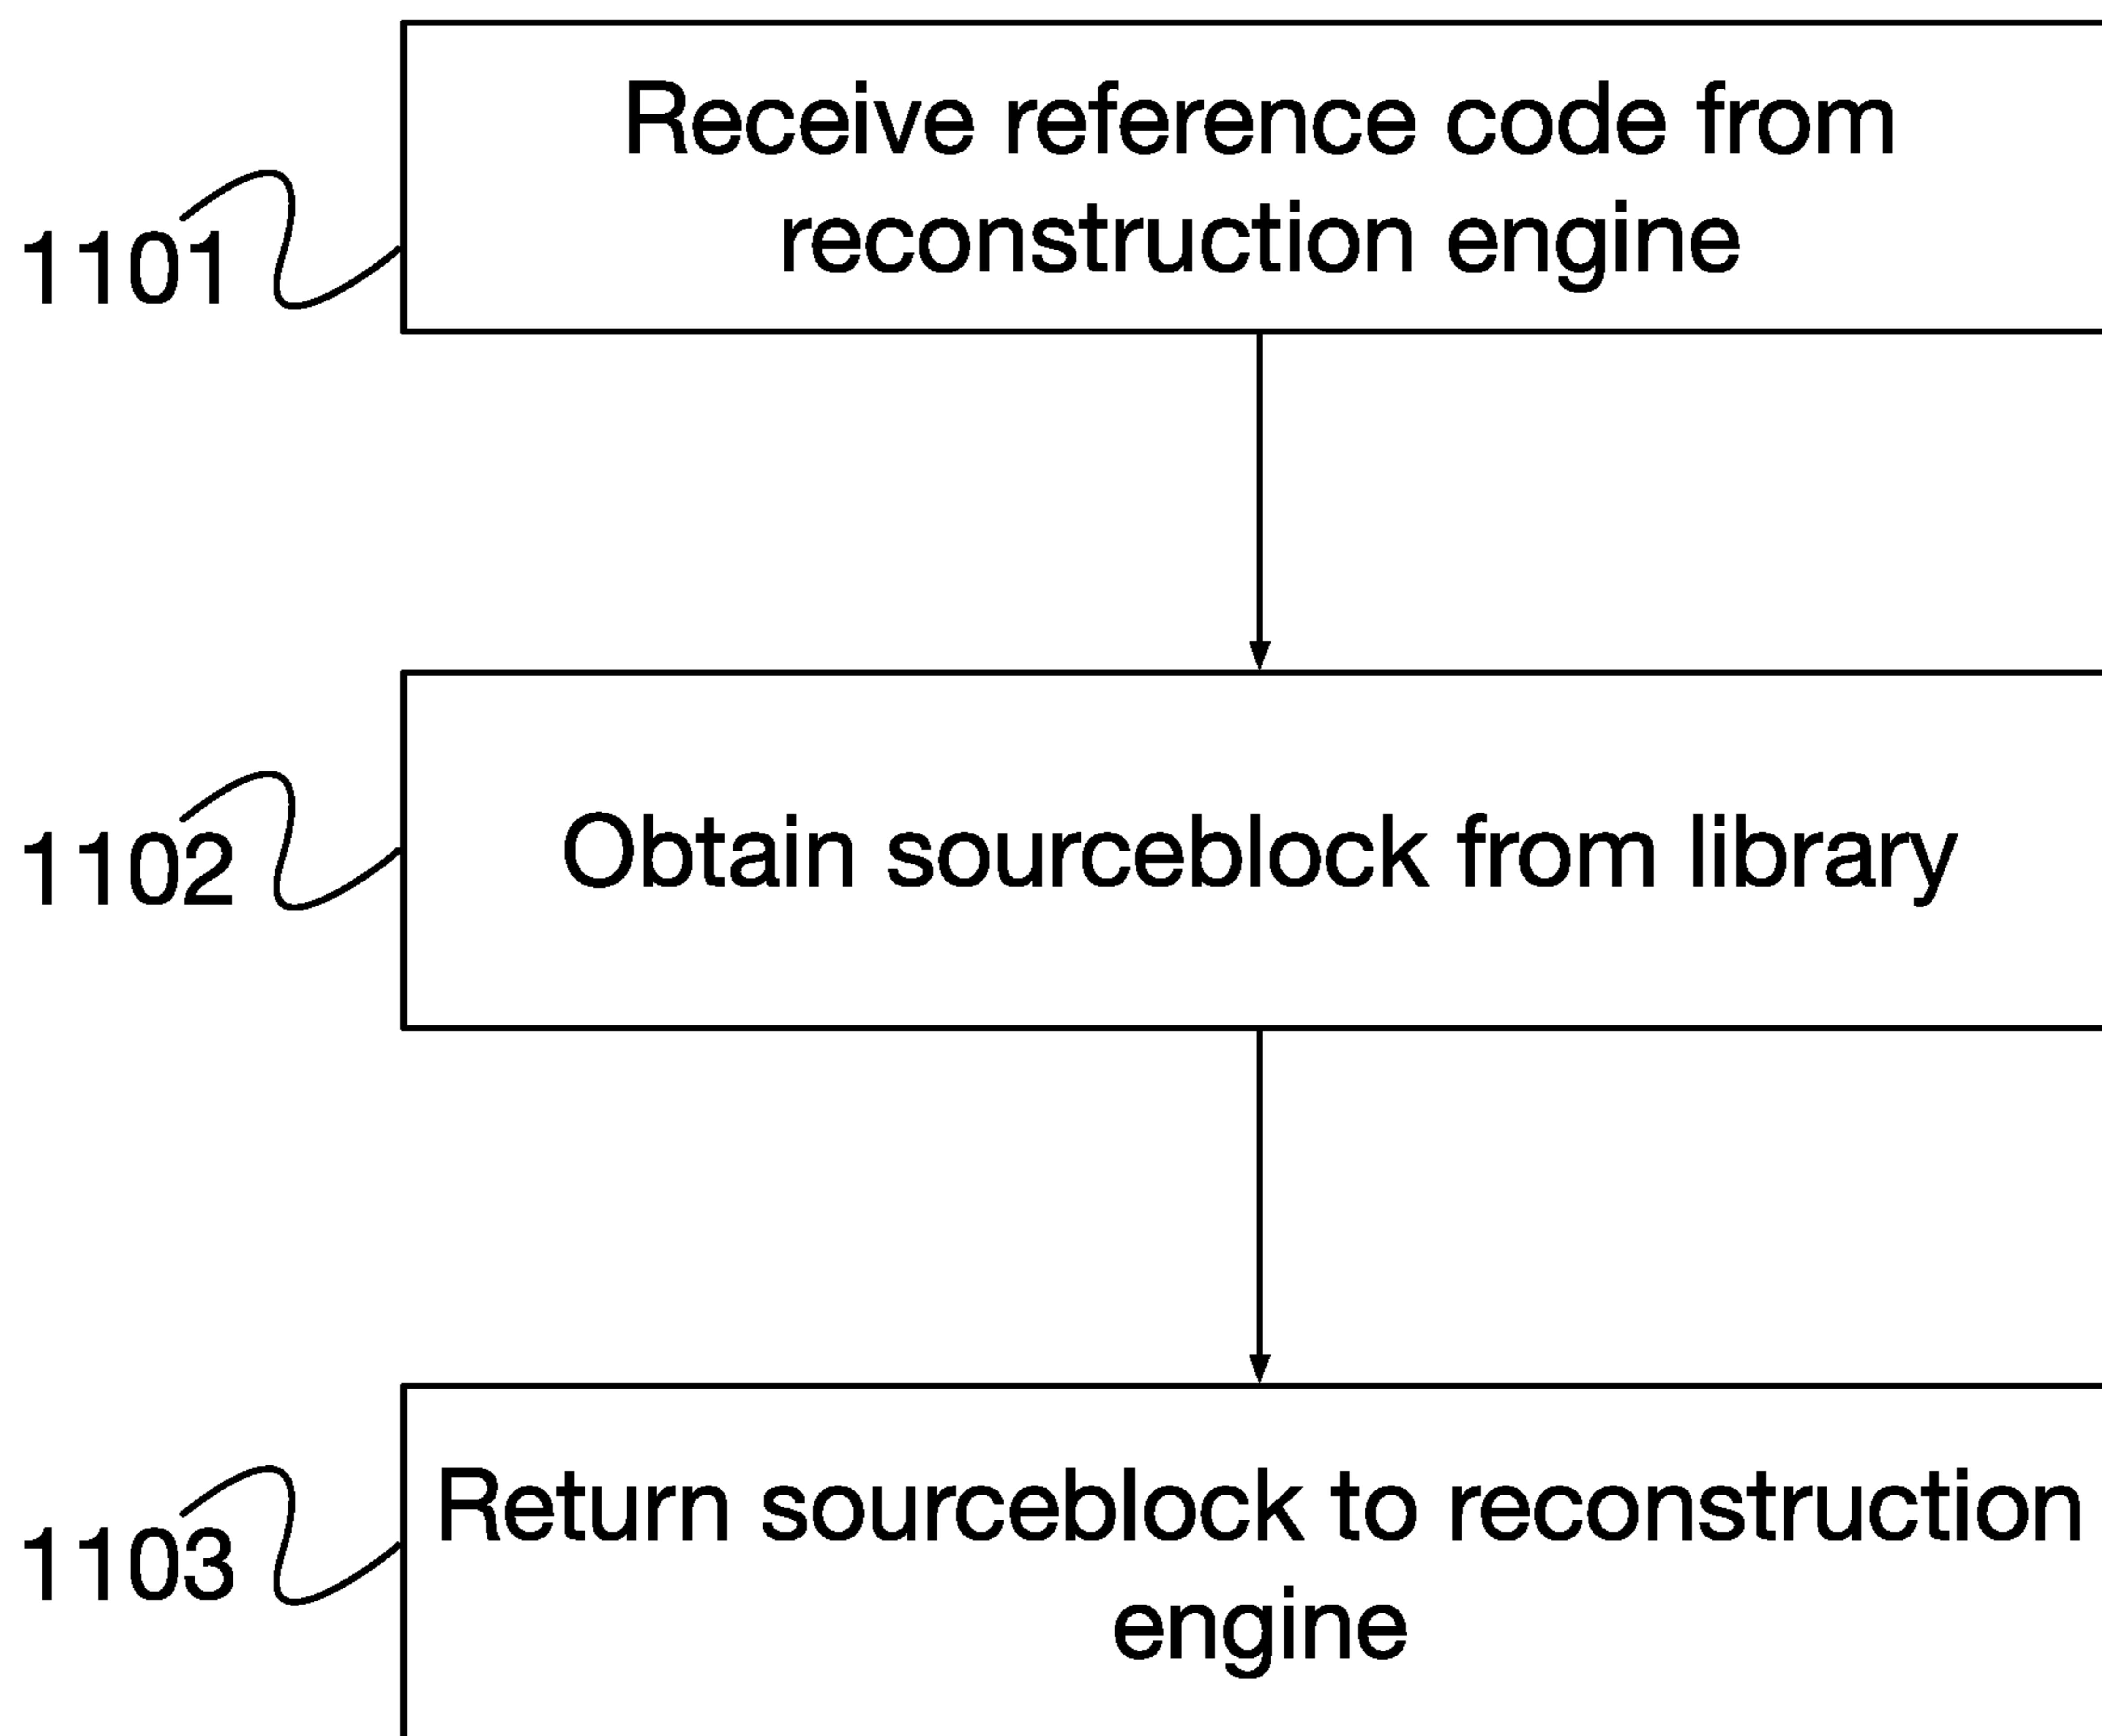 Receive reference code from
reconstruction engine
1101
Obtain sourceblock from library
1102
Return sourceblock to reconstruction
engine
1103